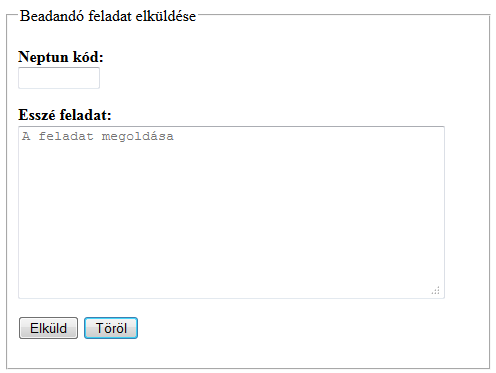 Beadandó feladat elküldése
Neptun kód:
Esszé feladat:
A feladat megoldása
Elküld Töröl